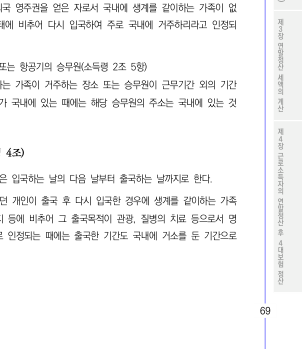 외국 영주권을 얻은 자로서 국내에 생계를 같이하는 가족이 없
태에 비추어 다시 입국하여 주로 국내에 거주하리라고 인정되
또는 항공기의 승무원(소득령 2조 5항)
하는 가족이 거주하는 장소 또는 승무원이 근무기간 외의 기간
가 국내에 있는 때에는 해당 승무원의 주소는 국내에 있는 것
4조)
은 입국하는 날의 다음 날부터 출국하는 날까지로 한다.
던 개인이 출국 후 다시 입국한 경우에 생계를 같이하는 가족
지 등에 비추어 그 출국목적이 관광, 질병의 치료 등으로서 명
로 인정되는 때에는 출국한 기간도 국내에 거소를 둔 기간으로
제3장 연말정산 세액의 계산
제4장 근로소득자의 연말정산 후 4대보험 정산
69